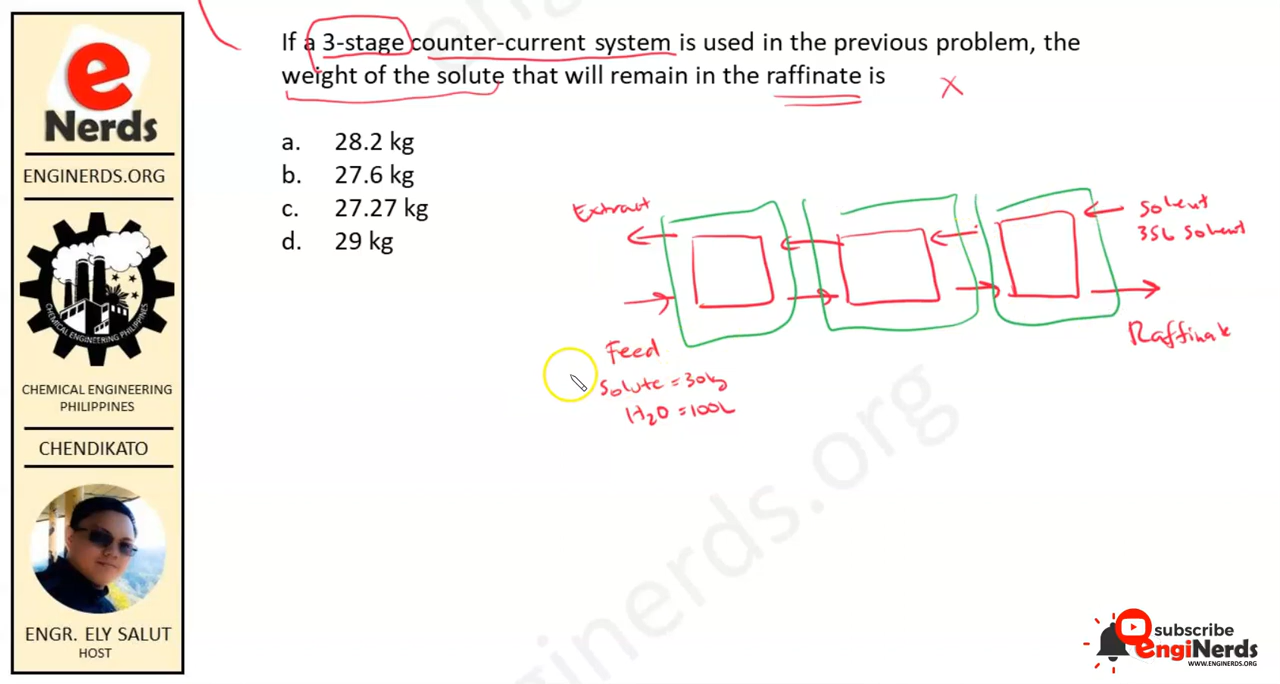 If a 3-stage counter-current system is used in the previous problem, the
weight of the solute that will remain in the raffinate is
x
a. 28.2 kg
b. 27.6 kg
c. 27.27 kg
d. 29 kg
e
Nerds
ENGINERDS.ORG
CHEMICAL ENGINEERING PHILIPPINES
CHEMICAL ENGINEERING
PHILIPPINES
CHENDIKATO
ENGR. ELY SALUT
HOST
Extract
Solvent
35L Solvent
Feed
Solute = 30kg
H2O = 100L
Raffinate
enginerds.org
subscribe
engiNerds
WWW.ENGINERDS.ORG